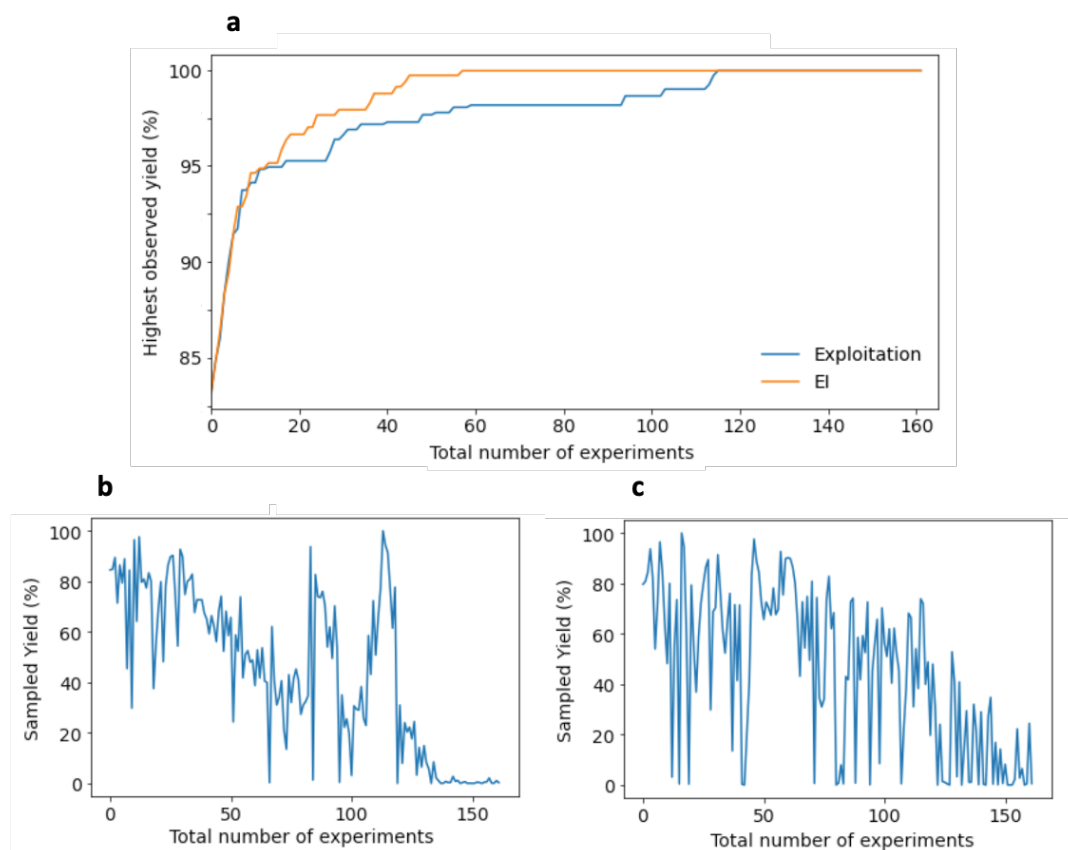 a
Highest observed yield (%)
100
95
90
85
Exploitation
EI
0 20 40 60 80 100 120 140 160
Total number of experiments
b
Sampled Yield (%)
100
80
60
40
20
0
0 50 100 150
Total number of experiments
c
Sampled Yield (%)
100
80
60
40
20
0
0 50 100 150
Total number of experiments